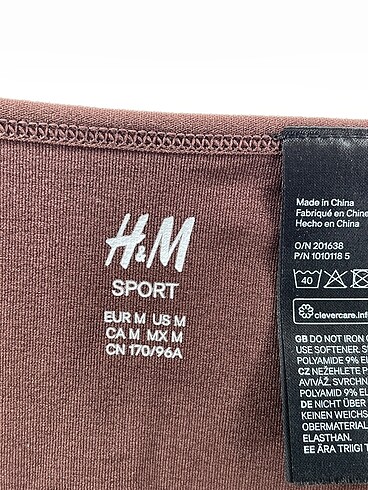 H&M
SPORT
EUR M US M
CA M MX M
CN 170/96A
Made in China
Fabriqué en Chine
Hecho en China
O/N 201638
P/N 1010118 5
40
clevercare.inf
GB DO NOT IRON
USE SOFTENER. S
POLYAMIDE 9% E
CZ NEŽEHLETE P
AVIVÁŽ. SVRCHN
POLYAMID 9% E
DE NICHT ÜBER
KEINEN WEICHS
OBERMATERIAL
ELASTHAN.
EE ÄRA TRIIGI T